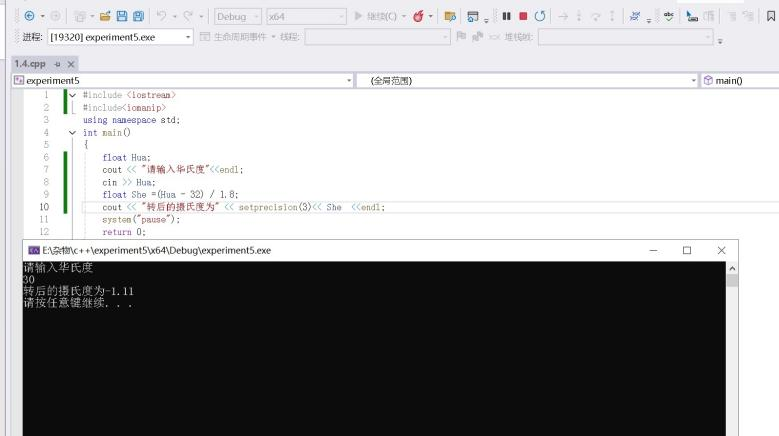 Debug x64 继续(C)
进程: [19320] experiment5.exe 生命周期事件 线程: 堆栈帧:
1.4.cpp
experiment5 (全局范围) main()
1 #include <iostream>
2 #include<iomanip>
3 using namespace std;
4 int main()
5 {
6 float Hua;
7 cout << "请输入华氏度"<<endl;
8 cin >> Hua;
9 float She =(Hua - 32) / 1.8;
10 cout << "转后的摄氏度为" << setprecision(3)<< She <<endl;
11 system("pause");
12 return 0;
E:\杂物\c++\experiment5\x64\Debug\experiment5.exe
请输入华氏度
30
转后的摄氏度为-1.11
请按任意键继续. . .